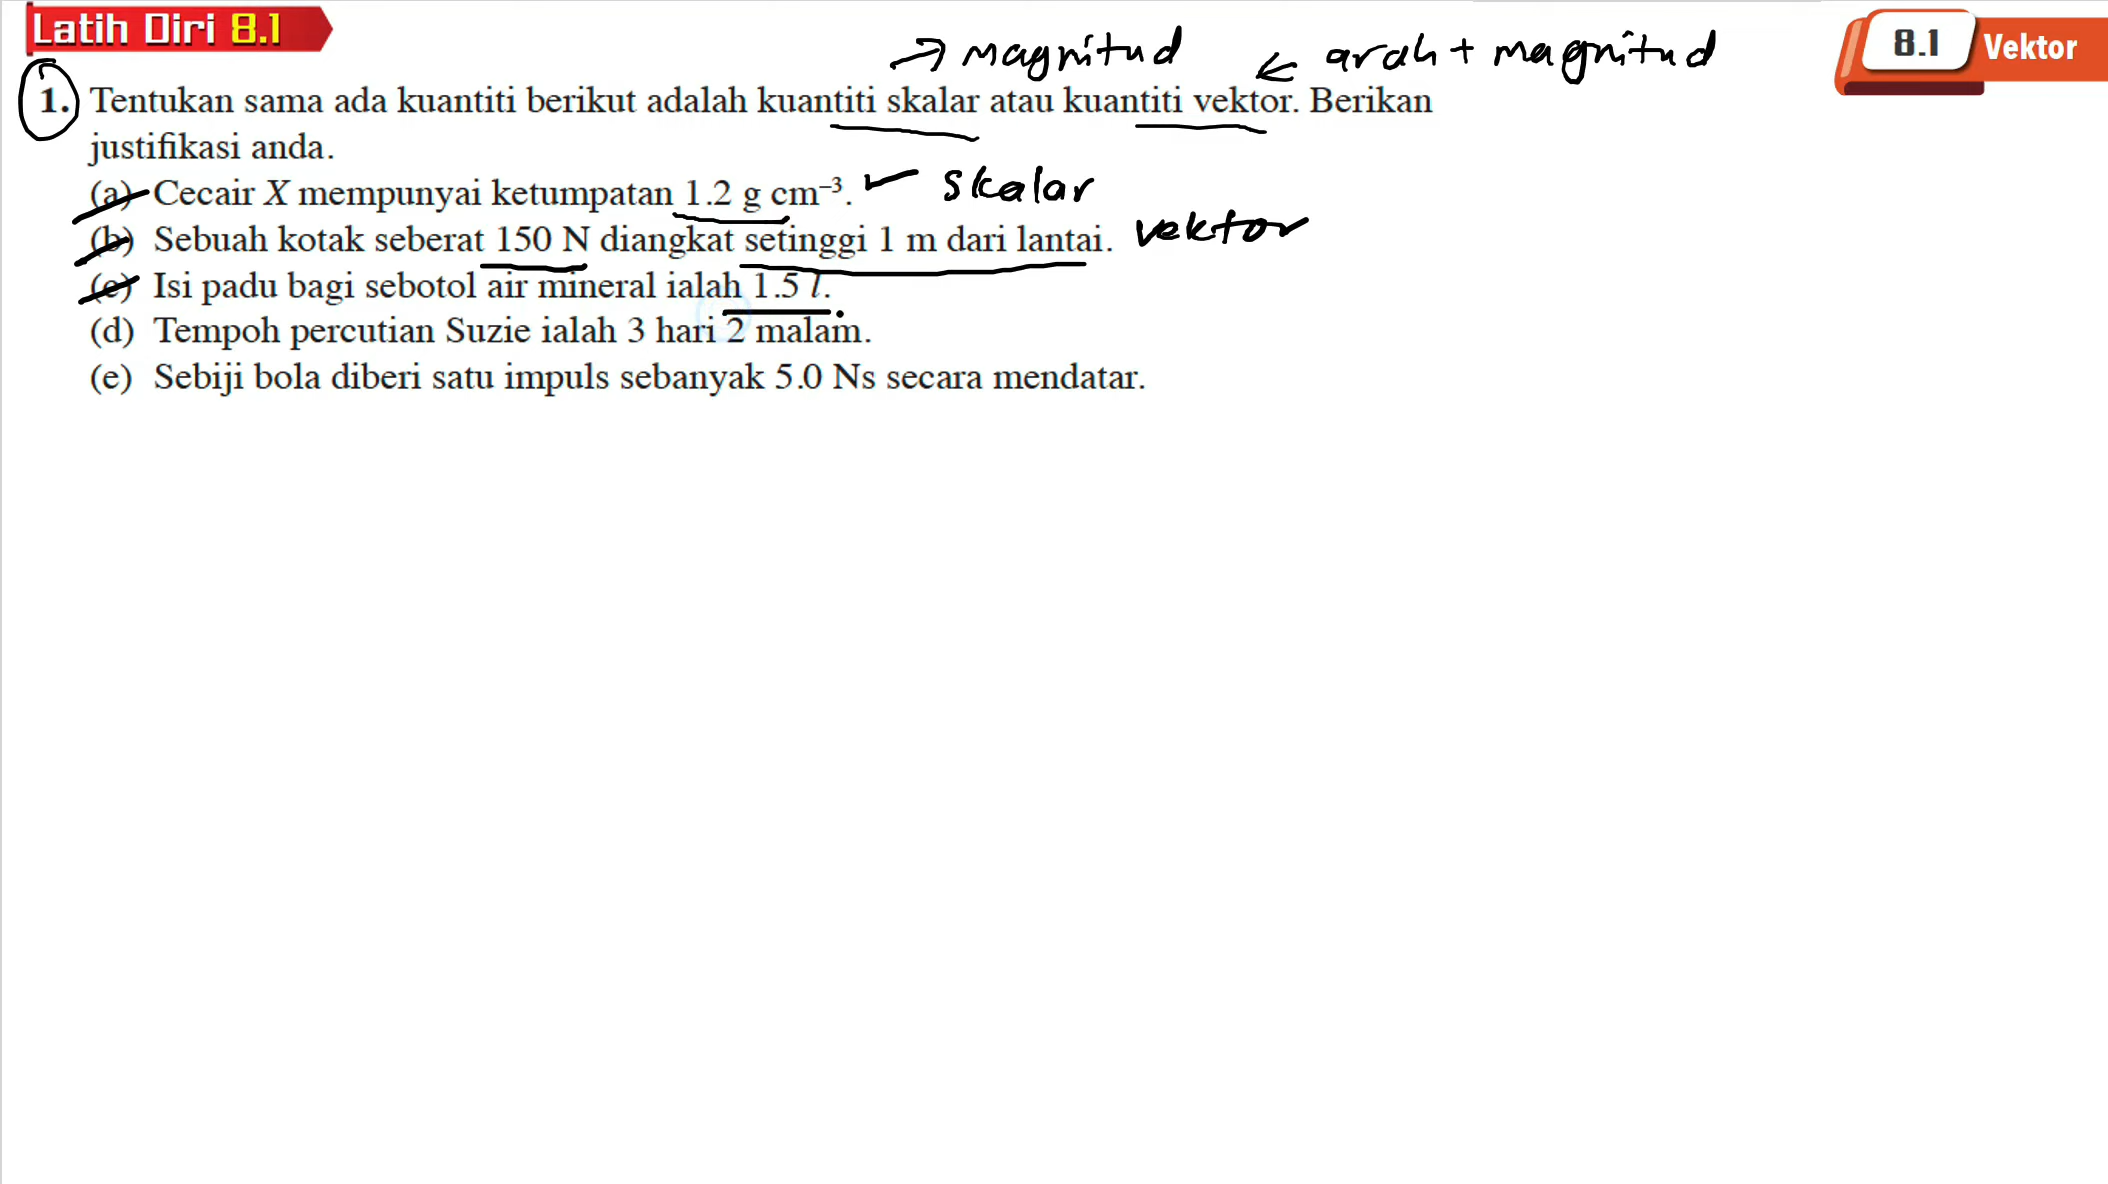 Latih Diri 8.1
→ magnitud ← arah + magnitud
8.1 Vektor
1. Tentukan sama ada kuantiti berikut adalah kuantiti skalar atau kuantiti vektor. Berikan
justifikasi anda.
(a) Cecair X mempunyai ketumpatan 1.2 g cm⁻³. ✓ skalar
(b) Sebuah kotak seberat 150 N diangkat setinggi 1 m dari lantai. vektor
(c) Isi padu bagi sebotol air mineral ialah 1.5 l.
(d) Tempoh percutian Suzie ialah 3 hari 2 malam.
(e) Sebiji bola diberi satu impuls sebanyak 5.0 Ns secara mendatar.